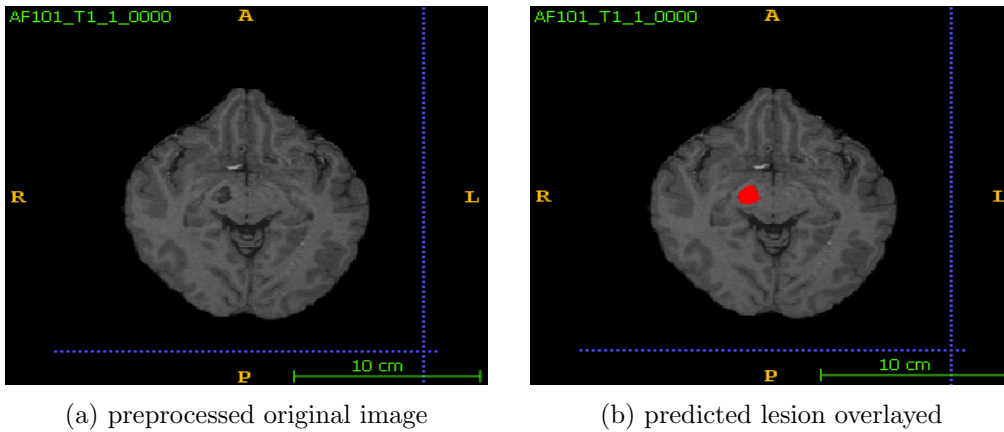 AF101_T1_1_0000
A
R
L
10 cm
P
(a) preprocessed original image
AF101_T1_1_0000
A
R
L
10 cm
P
(b) predicted lesion overlayed